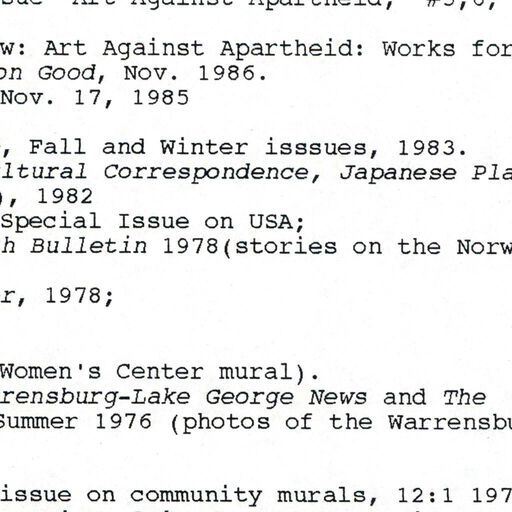 Art Against Apartheid, #5,6,
w: Art Against Apartheid: Works for
on Good, Nov. 1986.
Nov. 17, 1985
, Fall and Winter isssues, 1983.
ltural Correspondence, Japanese Pla
), 1982
Special Issue on USA;
h Bulletin 1978(stories on the Norw
r, 1978;
Women's Center mural).
rensburg-Lake George News and The
Summer 1976 (photos of the Warrensbu
issue on community murals, 12:1 197